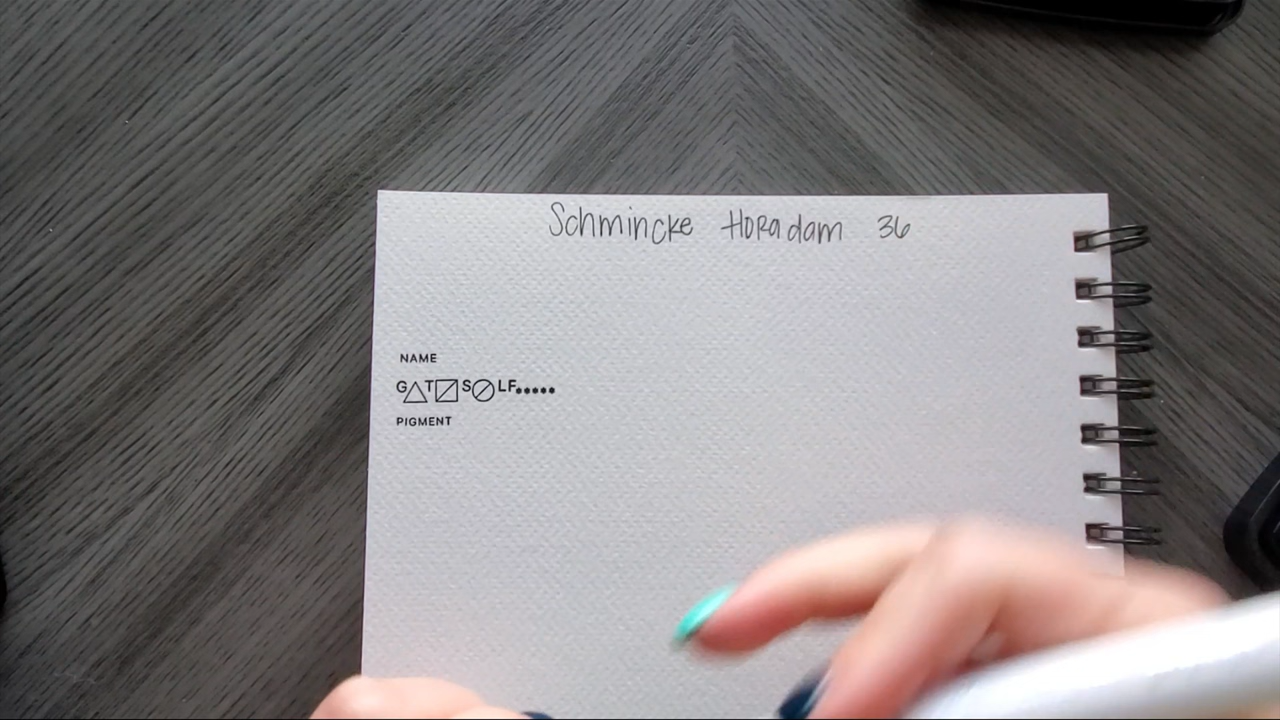 Schmincke Horadam 36
NAME
G△T⧄S⊘LF•••••
PIGMENT